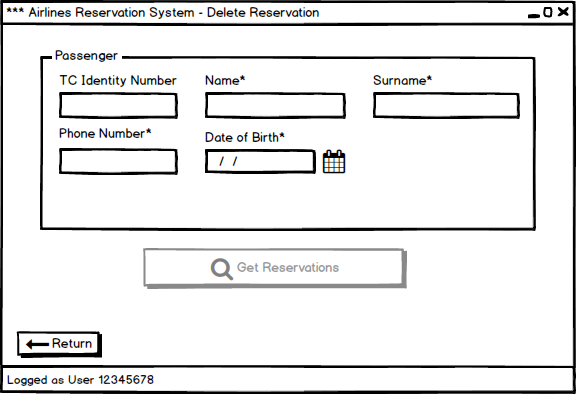 *** Airlines Reservation System - Delete Reservation
Passenger
TC Identity Number
Name*
Surname*
Phone Number*
Date of Birth*
/ /
Get Reservations
Return
Logged as User 12345678